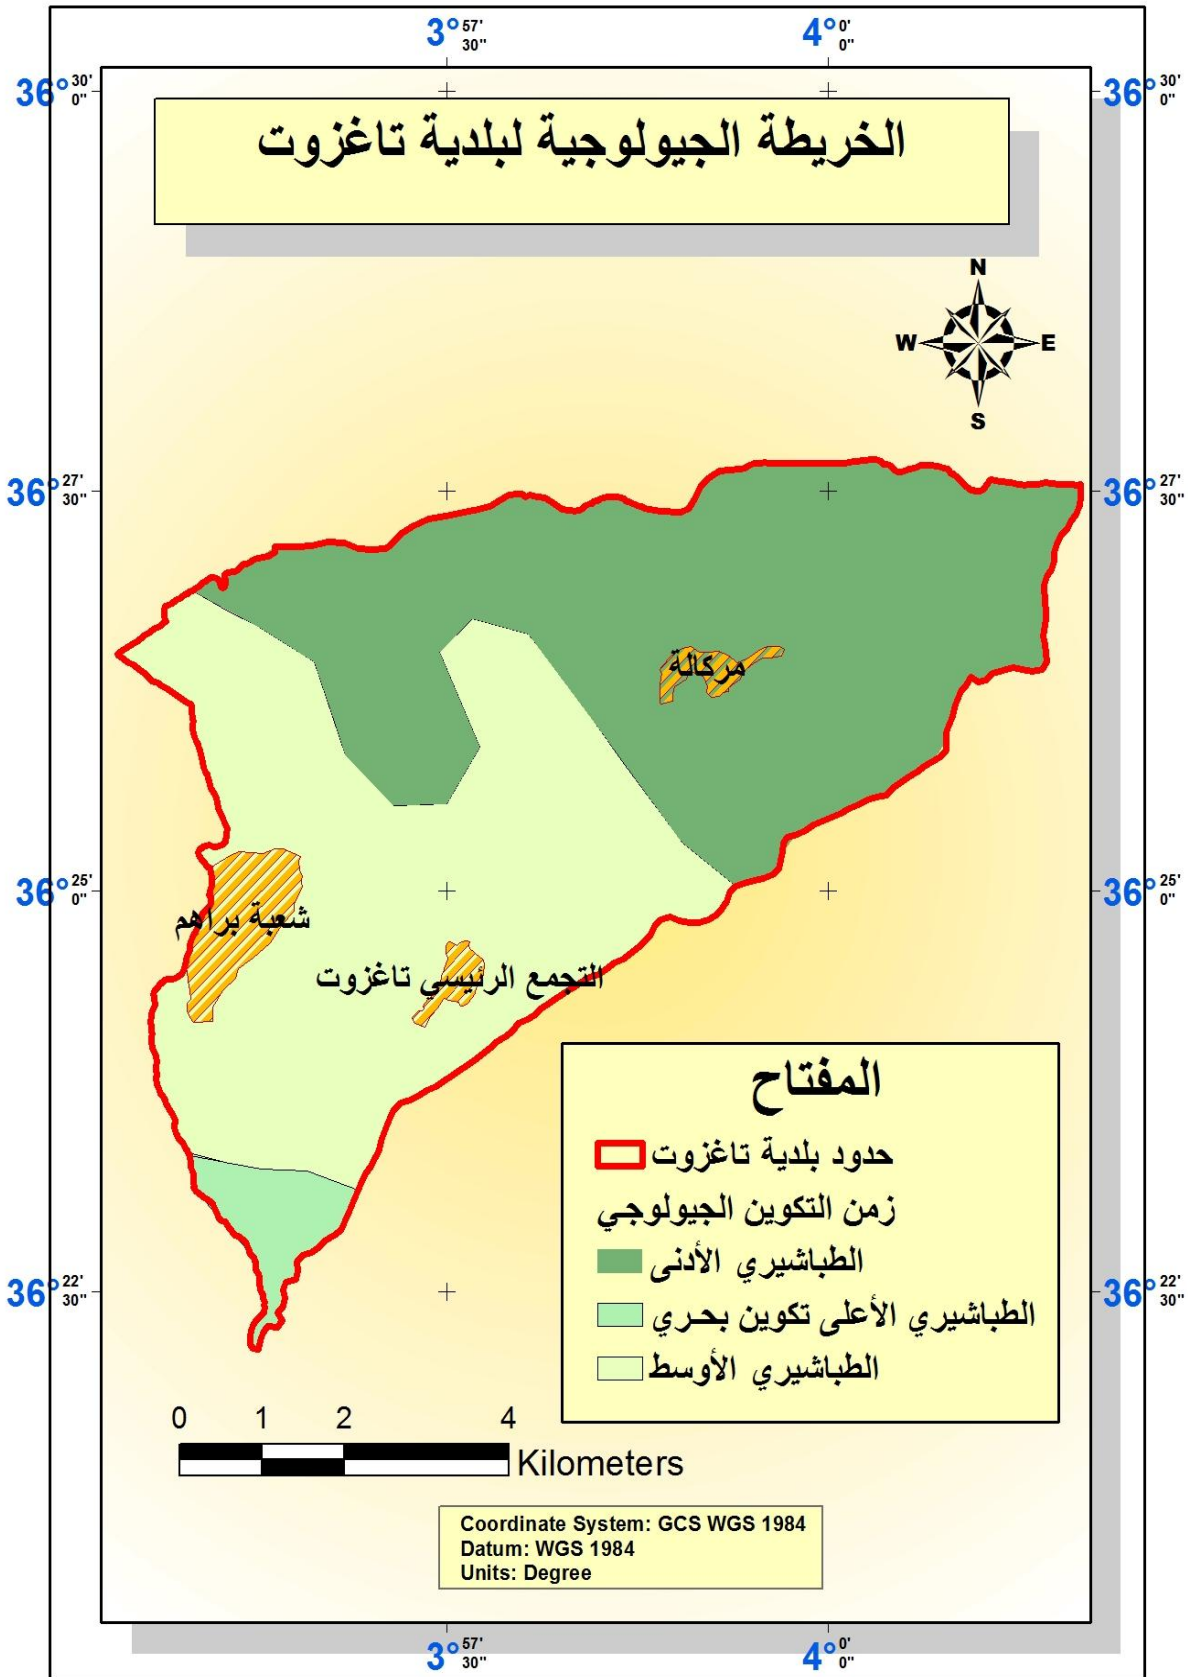 3° 57' 30"
4° 0' 0"
36° 30' 0"
36° 30' 0"
الخريطة الجيولوجية لبلدية تاغزوت
N
W
E
S
36° 27' 30"
36° 27' 30"
مركالة
36° 25' 0"
36° 25' 0"
شعبة براهم
التجمع الرئيسي تاغزوت
المفتاح
حدود بلدية تاغزوت
زمن التكوين الجيولوجي
الطباشيري الأدنى
36° 22' 30"
36° 22' 30"
الطباشيري الأعلى تكوين بحري
الطباشيري الأوسط
0 1 2 4
Kilometers
Coordinate System: GCS WGS 1984
Datum: WGS 1984
Units: Degree
3° 57' 30"
4° 0' 0"